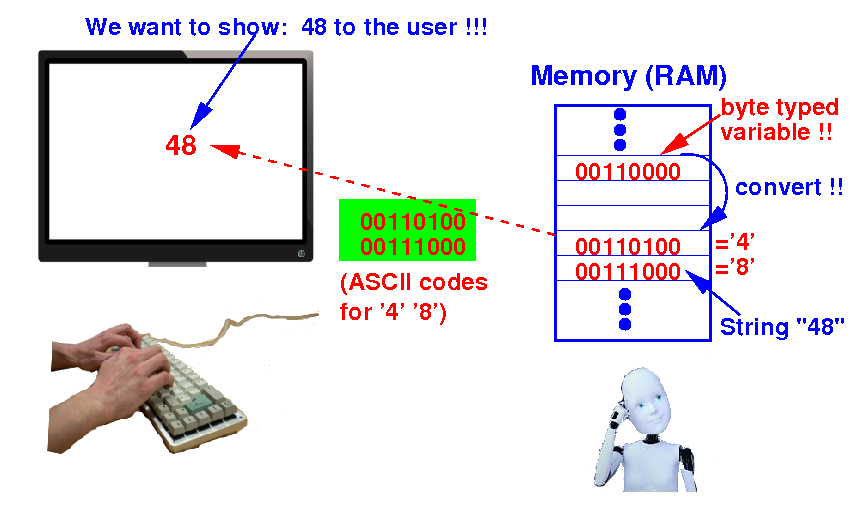 We want to show:  48 to the user !!!
48
00110100
00111000
(ASCII codes
for ’4’ ’8’)
Memory (RAM)
byte typed
variable !!
00110000
convert !!
00110100 =’4’
00111000 =’8’
String "48"